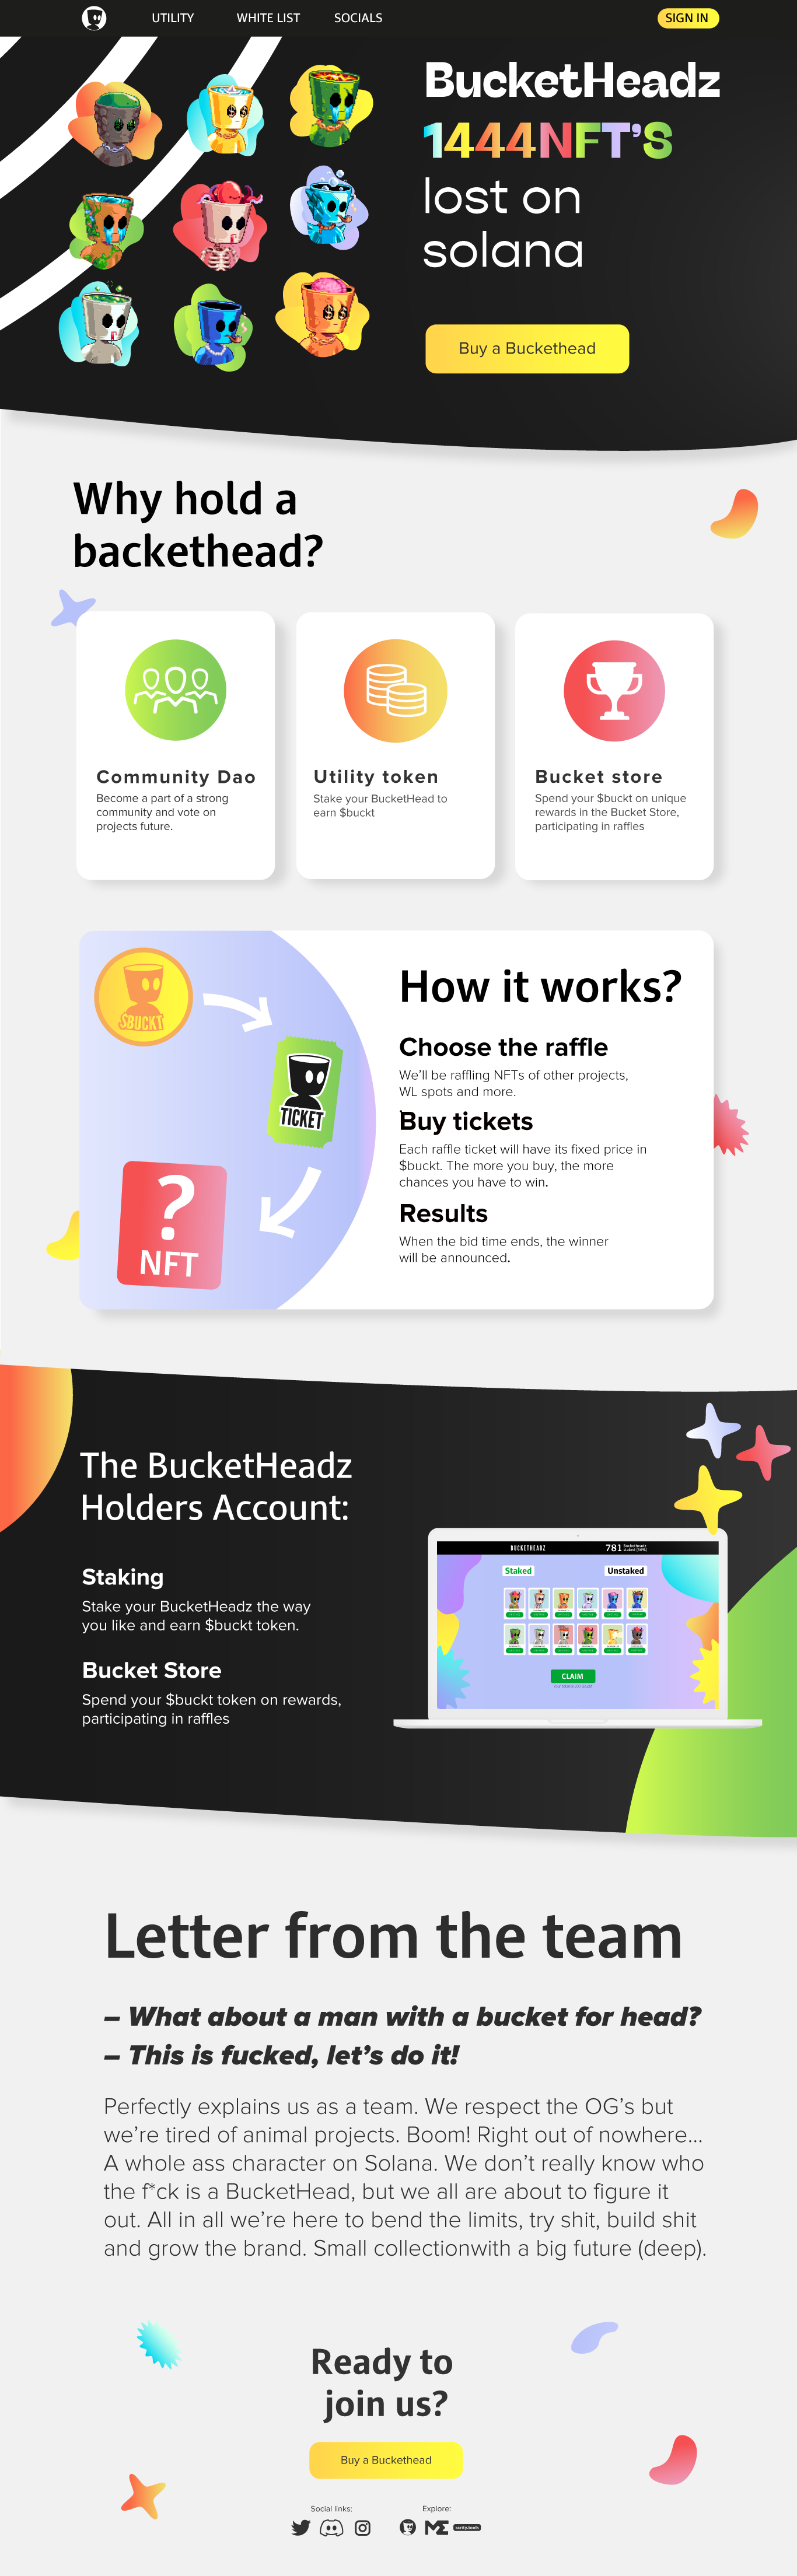 UTILITY
WHITE LIST
SOCIALS
SIGN IN
BucketHeadz
1444NFT'S
lost on
solana
Buy a Buckethead
Why hold a
backethead?
Community Dao
Become a part of a strong
community and vote on
projects future.
Utility token
Stake your BucketHead to
earn $buckt
Bucket store
Spend your $buckt on unique
rewards in the Bucket Store,
participating in raffles
$BUCKT
TICKET
?
NFT
How it works?
Choose the raffle
We'll be raffling NFTs of other projects,
WL spots and more.
Buy tickets
Each raffle ticket will have its fixed price in
$buckt. The more you buy, the more
chances you have to win.
Results
When the bid time ends, the winner
will be announced.
The BucketHeadz
Holders Account:
Staking
Stake your BucketHeadz the way
you like and earn $buckt token.
Bucket Store
Spend your $buckt token on rewards,
participating in raffles
BUCKETHEADZ
781
Staked
Unstaked
CLAIM
Letter from the team
– What about a man with a bucket for head?
– This is fucked, let's do it!
Perfectly explains us as a team. We respect the OG's but
we're tired of animal projects. Boom! Right out of nowhere...
A whole ass character on Solana. We don't really know who
the f*ck is a BucketHead, but we all are about to figure it
out. All in all we're here to bend the limits, try shit, build shit
and grow the brand. Small collectionwith a big future (deep).
Ready to
join us?
Buy a Buckethead
Social links:
Explore:
rarity.tools